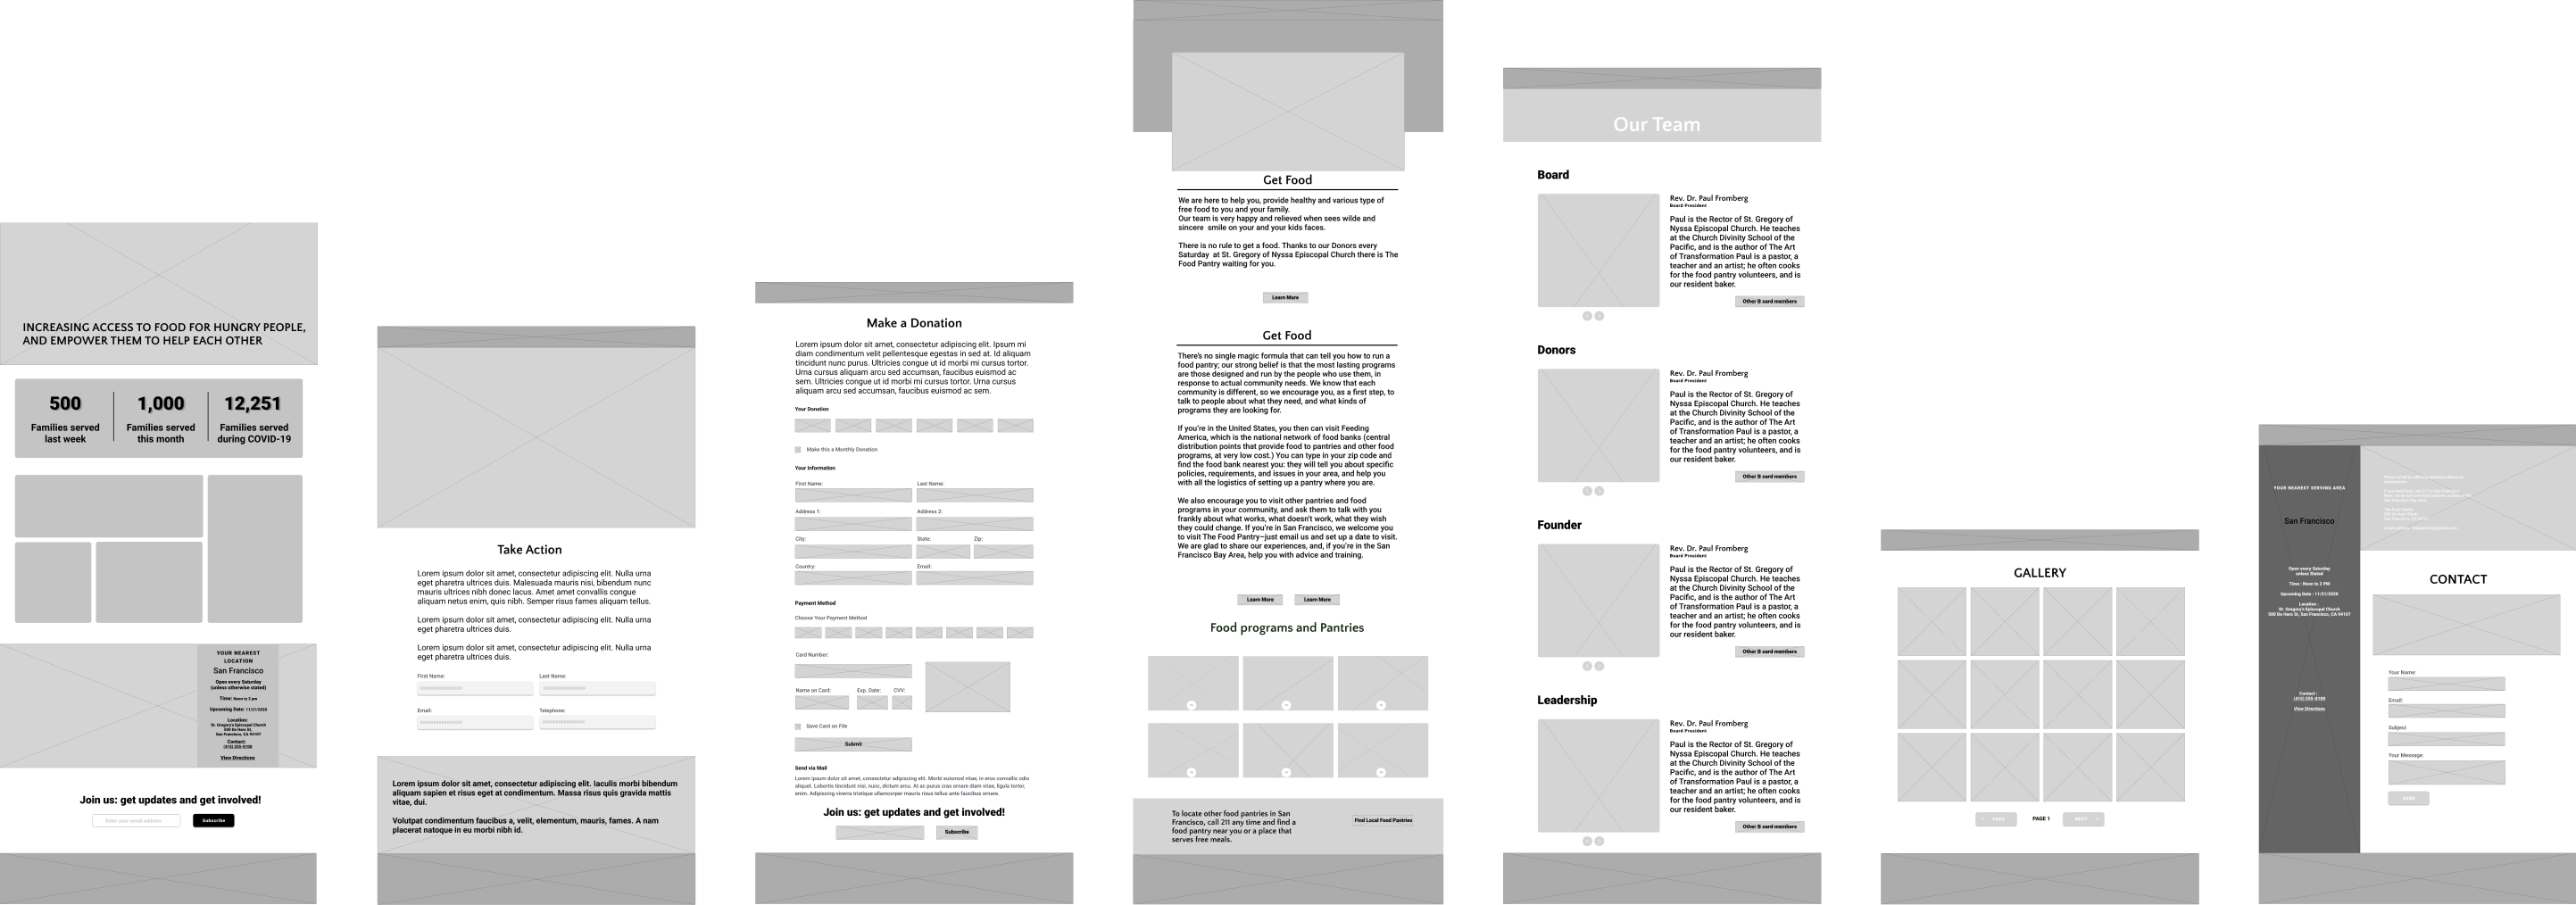 INCREASING ACCESS TO FOOD FOR HUNGRY PEOPLE,
AND EMPOWER THEM TO HELP EACH OTHER
500
Families served
last week
1,000
Families served
this month
12,251
Families served
during COVID-19
YOUR NEAREST
LOCATION
San Francisco
Open every Saturday
(unless otherwise stated)
Time: Noon to 2 pm
Upcoming Date: 11/21/2020
Location:
St. Gregory's Episcopal Church
500 De Haro St,
San Francisco, CA 94107
Contact:
(415) 255-8100
View Directions
Join us: get updates and get involved!
Enter your email address
Subscribe
Take Action
Lorem ipsum dolor sit amet, consectetur adipiscing elit. Nulla urna
eget pharetra ultrices duis. Malesuada mauris nisi, bibendum nunc
mauris ultrices nibh donec lacus. Amet amet convallis congue
aliquam netus enim, quis nibh. Semper risus fames aliquam tellus.
Lorem ipsum dolor sit amet, consectetur adipiscing elit. Nulla urna
eget pharetra ultrices duis.
Lorem ipsum dolor sit amet, consectetur adipiscing elit. Nulla urna
eget pharetra ultrices duis.
First Name:
Last Name:
Email:
Telephone:
Lorem ipsum dolor sit amet, consectetur adipiscing elit. Iaculis morbi bibendum
aliquam sapien et risus eget at condimentum. Massa risus quis gravida mattis
vitae, dui.
Volutpat condimentum faucibus a, velit, elementum, mauris, fames. A nam
placerat natoque in eu morbi nibh id.
Make a Donation
Lorem ipsum dolor sit amet, consectetur adipiscing elit. Ipsum mi
diam condimentum velit pellentesque egestas in sed at. Id aliquam
tincidunt nunc purus. Ultricies congue ut id morbi mi cursus tortor.
Urna cursus aliquam arcu sed accumsan, faucibus euismod ac
sem. Ultricies congue ut id morbi mi cursus tortor. Urna cursus
aliquam arcu sed accumsan, faucibus euismod ac sem.
Your Donation
Make this a Monthly Donation
Your Information
First Name:
Last Name:
Address 1:
Address 2:
City:
State:
Zip:
Country:
Email:
Payment Method
Choose Your Payment Method
Card Number:
Name on Card:
Exp. Date:
CVV:
Save Card on File
Submit
Send via Mail
Lorem ipsum dolor sit amet, consectetur adipiscing elit. Morbi euismod vitae, in eros convallis odio
aliquet. Lobortis tincidunt nisi, nunc, dictum arcu. At ac purus cras ornare diam vitae, ligula tortor,
enim. Adipiscing viverra tristique ullamcorper mauris risus tellus ante faucibus ornare.
Join us: get updates and get involved!
Subscribe
Get Food
We are here to help you, provide healthy and various type of
free food to you and your family.
Our team is very happy and relieved when sees wilde and
sincere smile on your and your kids faces.
There is no rule to get a food. Thanks to our Donors every
Saturday at St. Gregory of Nyssa Episcopal Church there is The
Food Pantry waiting for you.
Learn More
Get Food
There's no single magic formula that can tell you how to run a
food pantry; our strong belief is that the most lasting programs
are those designed and run by the people who use them, in
response to actual community needs. We know that each
community is different, so we encourage you, as a first step, to
talk to people about what they need, and what kinds of
programs they are looking for.
If you're in the United States, you then can visit Feeding
America, which is the national network of food banks (central
distribution points that provide food to pantries and other food
programs, at very low cost.) You can type in your zip code and
find the food bank nearest you: they will tell you about specific
policies, requirements, and issues in your area, and help you
with all the logistics of setting up a pantry where you are.
We also encourage you to visit other pantries and food
programs in your community, and ask them to talk with you
frankly about what works, what doesn't work, what they wish
they could change. If you're in San Francisco, we welcome you
to visit The Food Pantry—just email us and set up a date to visit.
We are glad to share our experiences, and, if you're in the San
Francisco Bay Area, help you with advice and training.
Learn More
Learn More
Food programs and Pantries
To locate other food pantries in San
Francisco, call 211 any time and find a
food pantry near you or a place that
serves free meals.
Find Local Food Pantries
Our Team
Board
Rev. Dr. Paul Fromberg
Board President
Paul is the Rector of St. Gregory of
Nyssa Episcopal Church. He teaches
at the Church Divinity School of the
Pacific, and is the author of The Art
of Transformation Paul is a pastor, a
teacher and an artist; he often cooks
for the food pantry volunteers, and is
our resident baker.
Other B oard members
Donors
Rev. Dr. Paul Fromberg
Board President
Paul is the Rector of St. Gregory of
Nyssa Episcopal Church. He teaches
at the Church Divinity School of the
Pacific, and is the author of The Art
of Transformation Paul is a pastor, a
teacher and an artist; he often cooks
for the food pantry volunteers, and is
our resident baker.
Other B oard members
Founder
Rev. Dr. Paul Fromberg
Board President
Paul is the Rector of St. Gregory of
Nyssa Episcopal Church. He teaches
at the Church Divinity School of the
Pacific, and is the author of The Art
of Transformation Paul is a pastor, a
teacher and an artist; he often cooks
for the food pantry volunteers, and is
our resident baker.
Other B oard members
Leadership
Rev. Dr. Paul Fromberg
Board President
Paul is the Rector of St. Gregory of
Nyssa Episcopal Church. He teaches
at the Church Divinity School of the
Pacific, and is the author of The Art
of Transformation Paul is a pastor, a
teacher and an artist; he often cooks
for the food pantry volunteers, and is
our resident baker.
Other B oard members
GALLERY
PREV
PAGE 1
NEXT
YOUR NEAREST SERVING AREA
San Francisco
Open every Saturday
unless Stated
Time : Noon to 2 PM
Upcoming Date : 11/21/2020
Location :
St. Gregory's Episcopal Church
500 De Haro St, San Francisco, CA 94107
Contact :
(415) 255-8100
View Directions
CONTACT
Your Name:
Email:
Subject
Your Message:
SEND